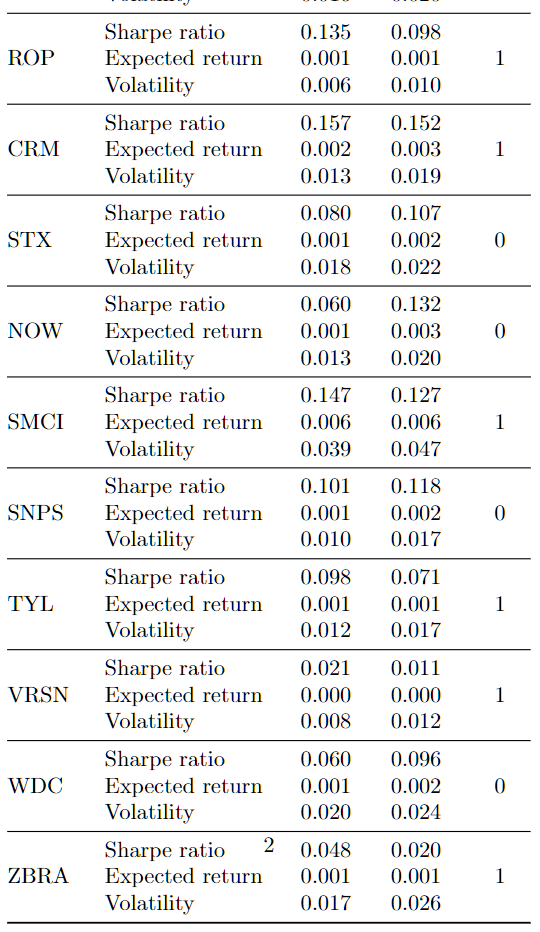 Sharpe ratio 0.135 0.098
ROP Expected return 0.001 0.001 1
Volatility 0.006 0.010
Sharpe ratio 0.157 0.152
CRM Expected return 0.002 0.003 1
Volatility 0.013 0.019
Sharpe ratio 0.080 0.107
STX Expected return 0.001 0.002 0
Volatility 0.018 0.022
Sharpe ratio 0.060 0.132
NOW Expected return 0.001 0.003 0
Volatility 0.013 0.020
Sharpe ratio 0.147 0.127
SMCI Expected return 0.006 0.006 1
Volatility 0.039 0.047
Sharpe ratio 0.101 0.118
SNPS Expected return 0.001 0.002 0
Volatility 0.010 0.017
Sharpe ratio 0.098 0.071
TYL Expected return 0.001 0.001 1
Volatility 0.012 0.017
Sharpe ratio 0.021 0.011
VRSN Expected return 0.000 0.000 1
Volatility 0.008 0.012
Sharpe ratio 0.060 0.096
WDC Expected return 0.001 0.002 0
Volatility 0.020 0.024
Sharpe ratio 2 0.048 0.020
ZBRA Expected return 0.001 0.001 1
Volatility 0.017 0.026